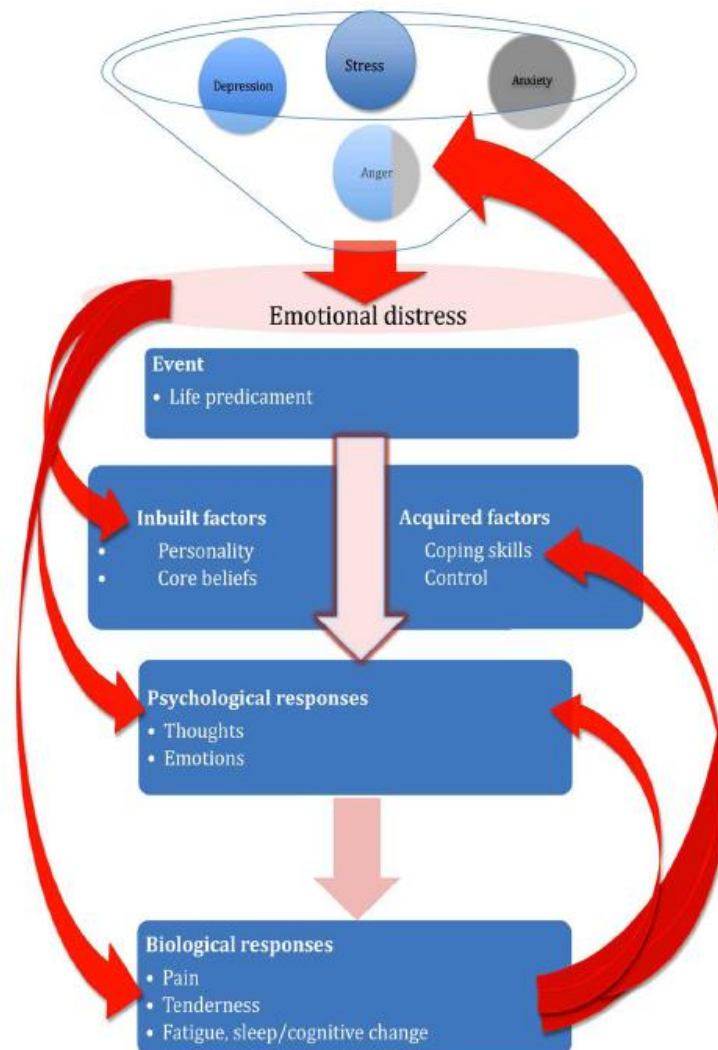 Stress
Depression
Anxiety
Anger
Emotional distress
Event
• Life predicament
Inbuilt factors
• Personality
• Core beliefs
Acquired factors
Coping skills
Control
Psychological responses
• Thoughts
• Emotions
Biological responses
• Pain
• Tenderness
• Fatigue, sleep/cognitive change